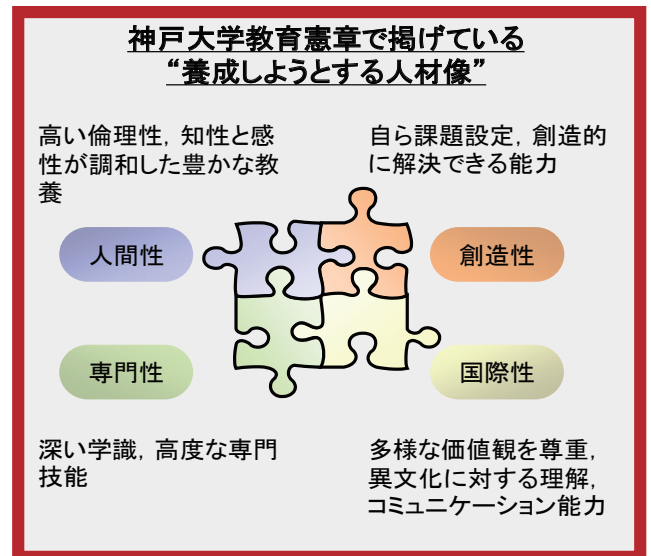 神戸大学教育憲章で掲げている
“養成しようとする人材像”
高い倫理性，知性と感
性が調和した豊かな教
養
自ら課題設定，創造的
に解決できる能力
人間性
創造性
専門性
国際性
深い学識，高度な専門
技能
多様な価値観を尊重，
異文化に対する理解，
コミュニケーション能力